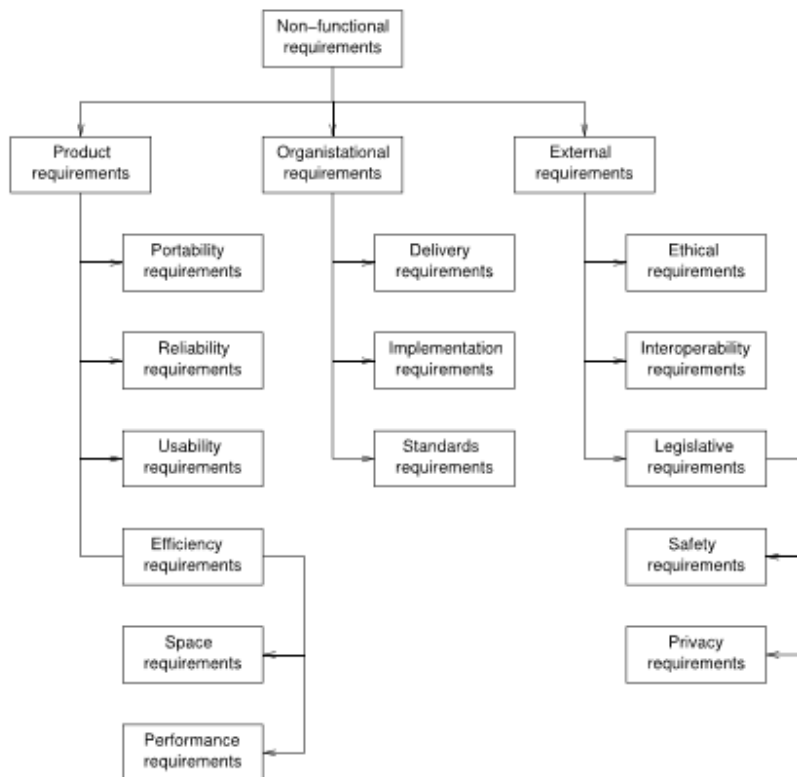 Non-functional
requirements
Product
requirements
Organistational
requirements
External
requirements
Portability
requirements
Delivery
requirements
Ethical
requirements
Reliability
requirements
Implementation
requirements
Interoperability
requirements
Usability
requirements
Standards
requirements
Legislative
requirements
Efficiency
requirements
Safety
requirements
Space
requirements
Privacy
requirements
Performance
requirements